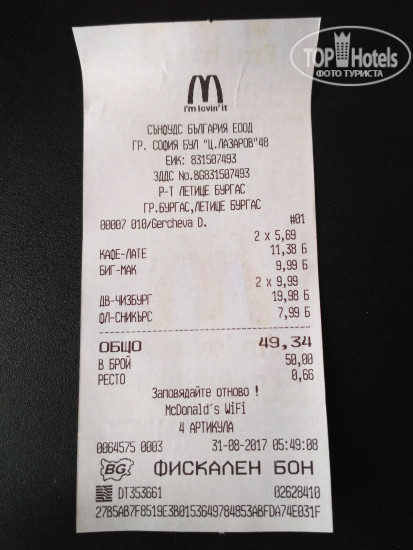 TOP Hotels
ФОТО ТУРИСТА
i'm lovin' it
СЪНФУДС БЪЛГАРИЯ ЕООД
ГР. СОФИЯ БУЛ "Ц.ЛАЗАРОВ"48
ЕИК: 831507493
ЗДДС No.BG831507493
Р-Т ЛЕТИЩЕ БУРГАС
ГР.БУРГАС,ЛЕТИЩЕ БУРГАС
00007 010/Gercheva D. #01
2 x 5,69
КАФЕ-ЛАТЕ 11,38 Б
БИГ-МАК 9,99 Б
2 x 9,99
ДВ-ЧИЗБУРГ 19,98 Б
ОЛ-СНИКЪРС 7,99 Б
ОБЩО 49,34
В БРОЙ 50,00
РЕСТО 0,66
Заповядайте отново !
McDonald's WiFi
4 АРТИКУЛА
0064575 0003 31-08-2017 05:49:08
BG ФИСКАЛЕН БОН
DT353661 02628410
27B5AB7F8519E3B0153649784853ABFDA74E031F